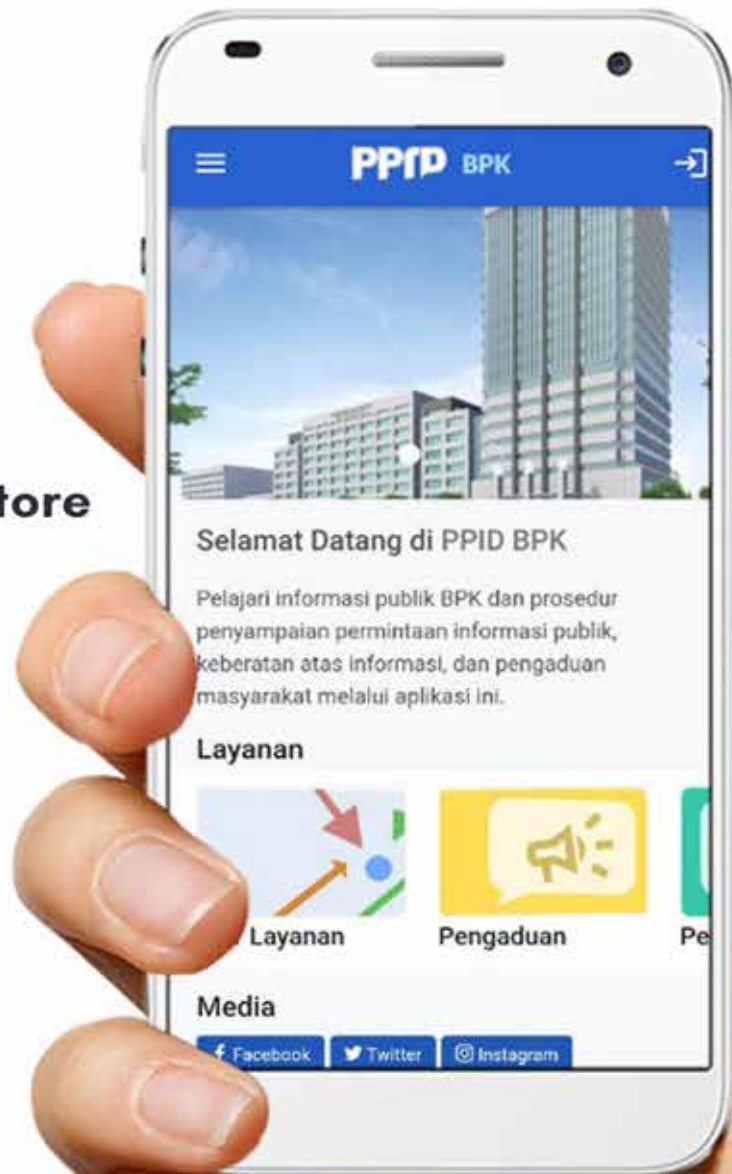 PPID BPK
tore
Selamat Datang di PPID BPK
Pelajari informasi publik BPK dan prosedur
penyampaian permintaan informasi publik,
keberatan atas informasi, dan pengaduan
masyarakat melalui aplikasi ini.
Layanan
Layanan
Pengaduan
Pe
Media
Facebook
Twitter
Instagram